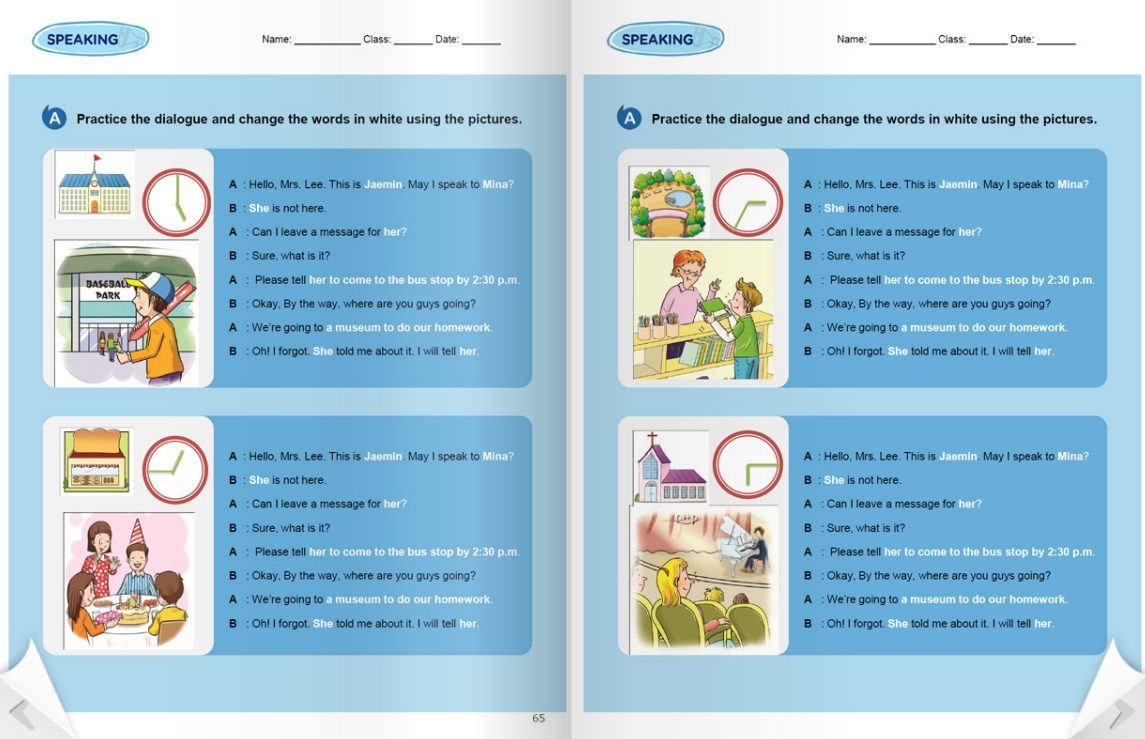 SPEAKING
Name: ____________ Class: _______ Date: _______
A Practice the dialogue and change the words in white using the pictures.
A : Hello, Mrs. Lee. This is Jaemin. May I speak to Mina?
B : She is not here.
A : Can I leave a message for her?
B : Sure, what is it?
A : Please tell her to come to the bus stop by 2:30 p.m.
B : Okay, By the way, where are you guys going?
A : We're going to a museum to do our homework.
B : Oh! I forgot. She told me about it. I will tell her.
BASEBALL
PARK
A : Hello, Mrs. Lee. This is Jaemin. May I speak to Mina?
B : She is not here.
A : Can I leave a message for her?
B : Sure, what is it?
A : Please tell her to come to the bus stop by 2:30 p.m.
B : Okay, By the way, where are you guys going?
A : We're going to a museum to do our homework.
B : Oh! I forgot. She told me about it. I will tell her.
65
SPEAKING
Name: ____________ Class: _______ Date: _______
A Practice the dialogue and change the words in white using the pictures.
A : Hello, Mrs. Lee. This is Jaemin. May I speak to Mina?
B : She is not here.
A : Can I leave a message for her?
B : Sure, what is it?
A : Please tell her to come to the bus stop by 2:30 p.m.
B : Okay, By the way, where are you guys going?
A : We're going to a museum to do our homework.
B : Oh! I forgot. She told me about it. I will tell her.
A : Hello, Mrs. Lee. This is Jaemin. May I speak to Mina?
B : She is not here.
A : Can I leave a message for her?
B : Sure, what is it?
A : Please tell her to come to the bus stop by 2:30 p.m.
B : Okay, By the way, where are you guys going?
A : We're going to a museum to do our homework.
B : Oh! I forgot. She told me about it. I will tell her.